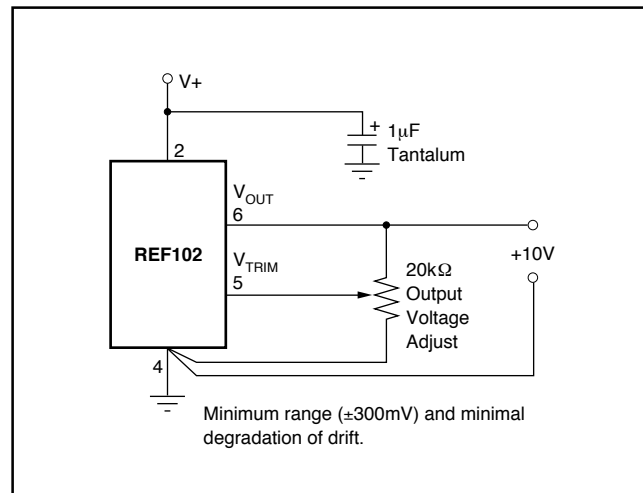 V+
+ 1μF
Tantalum
2
V_OUT
6
REF102
V_TRIM
5
+10V
20kΩ
Output
Voltage
Adjust
4
Minimum range (±300mV) and minimal
degradation of drift.